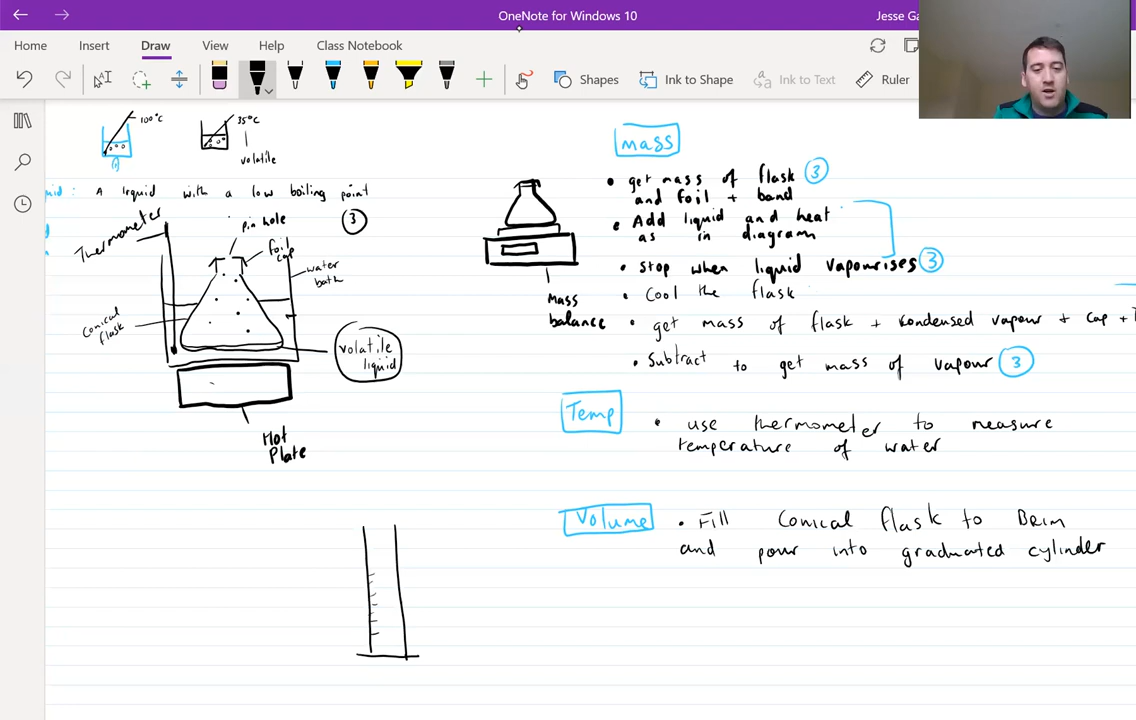 OneNote for Windows 10
Jesse Ga
Home Insert Draw View Help Class Notebook
Shapes Ink to Shape Ink to Text Ruler
100°C
35°C
volatile
A liquid with a low boiling point
Thermometer
pin hole
3
foil cap
water bath
Conical flask
volatile liquid
Hot Plate
Mass balance
mass
• get mass of flask 3
and foil + band
• Add liquid and heat
as in diagram
• Stop when liquid vapourises 3
• Cool the flask
• get mass of flask + kondensed vapour + cap +
• Subtract to get mass of vapour 3
Temp
• use thermometer to measure
temperature of water
Volume
• Fill Conical flask to Brim
and pour into graduated cylinder